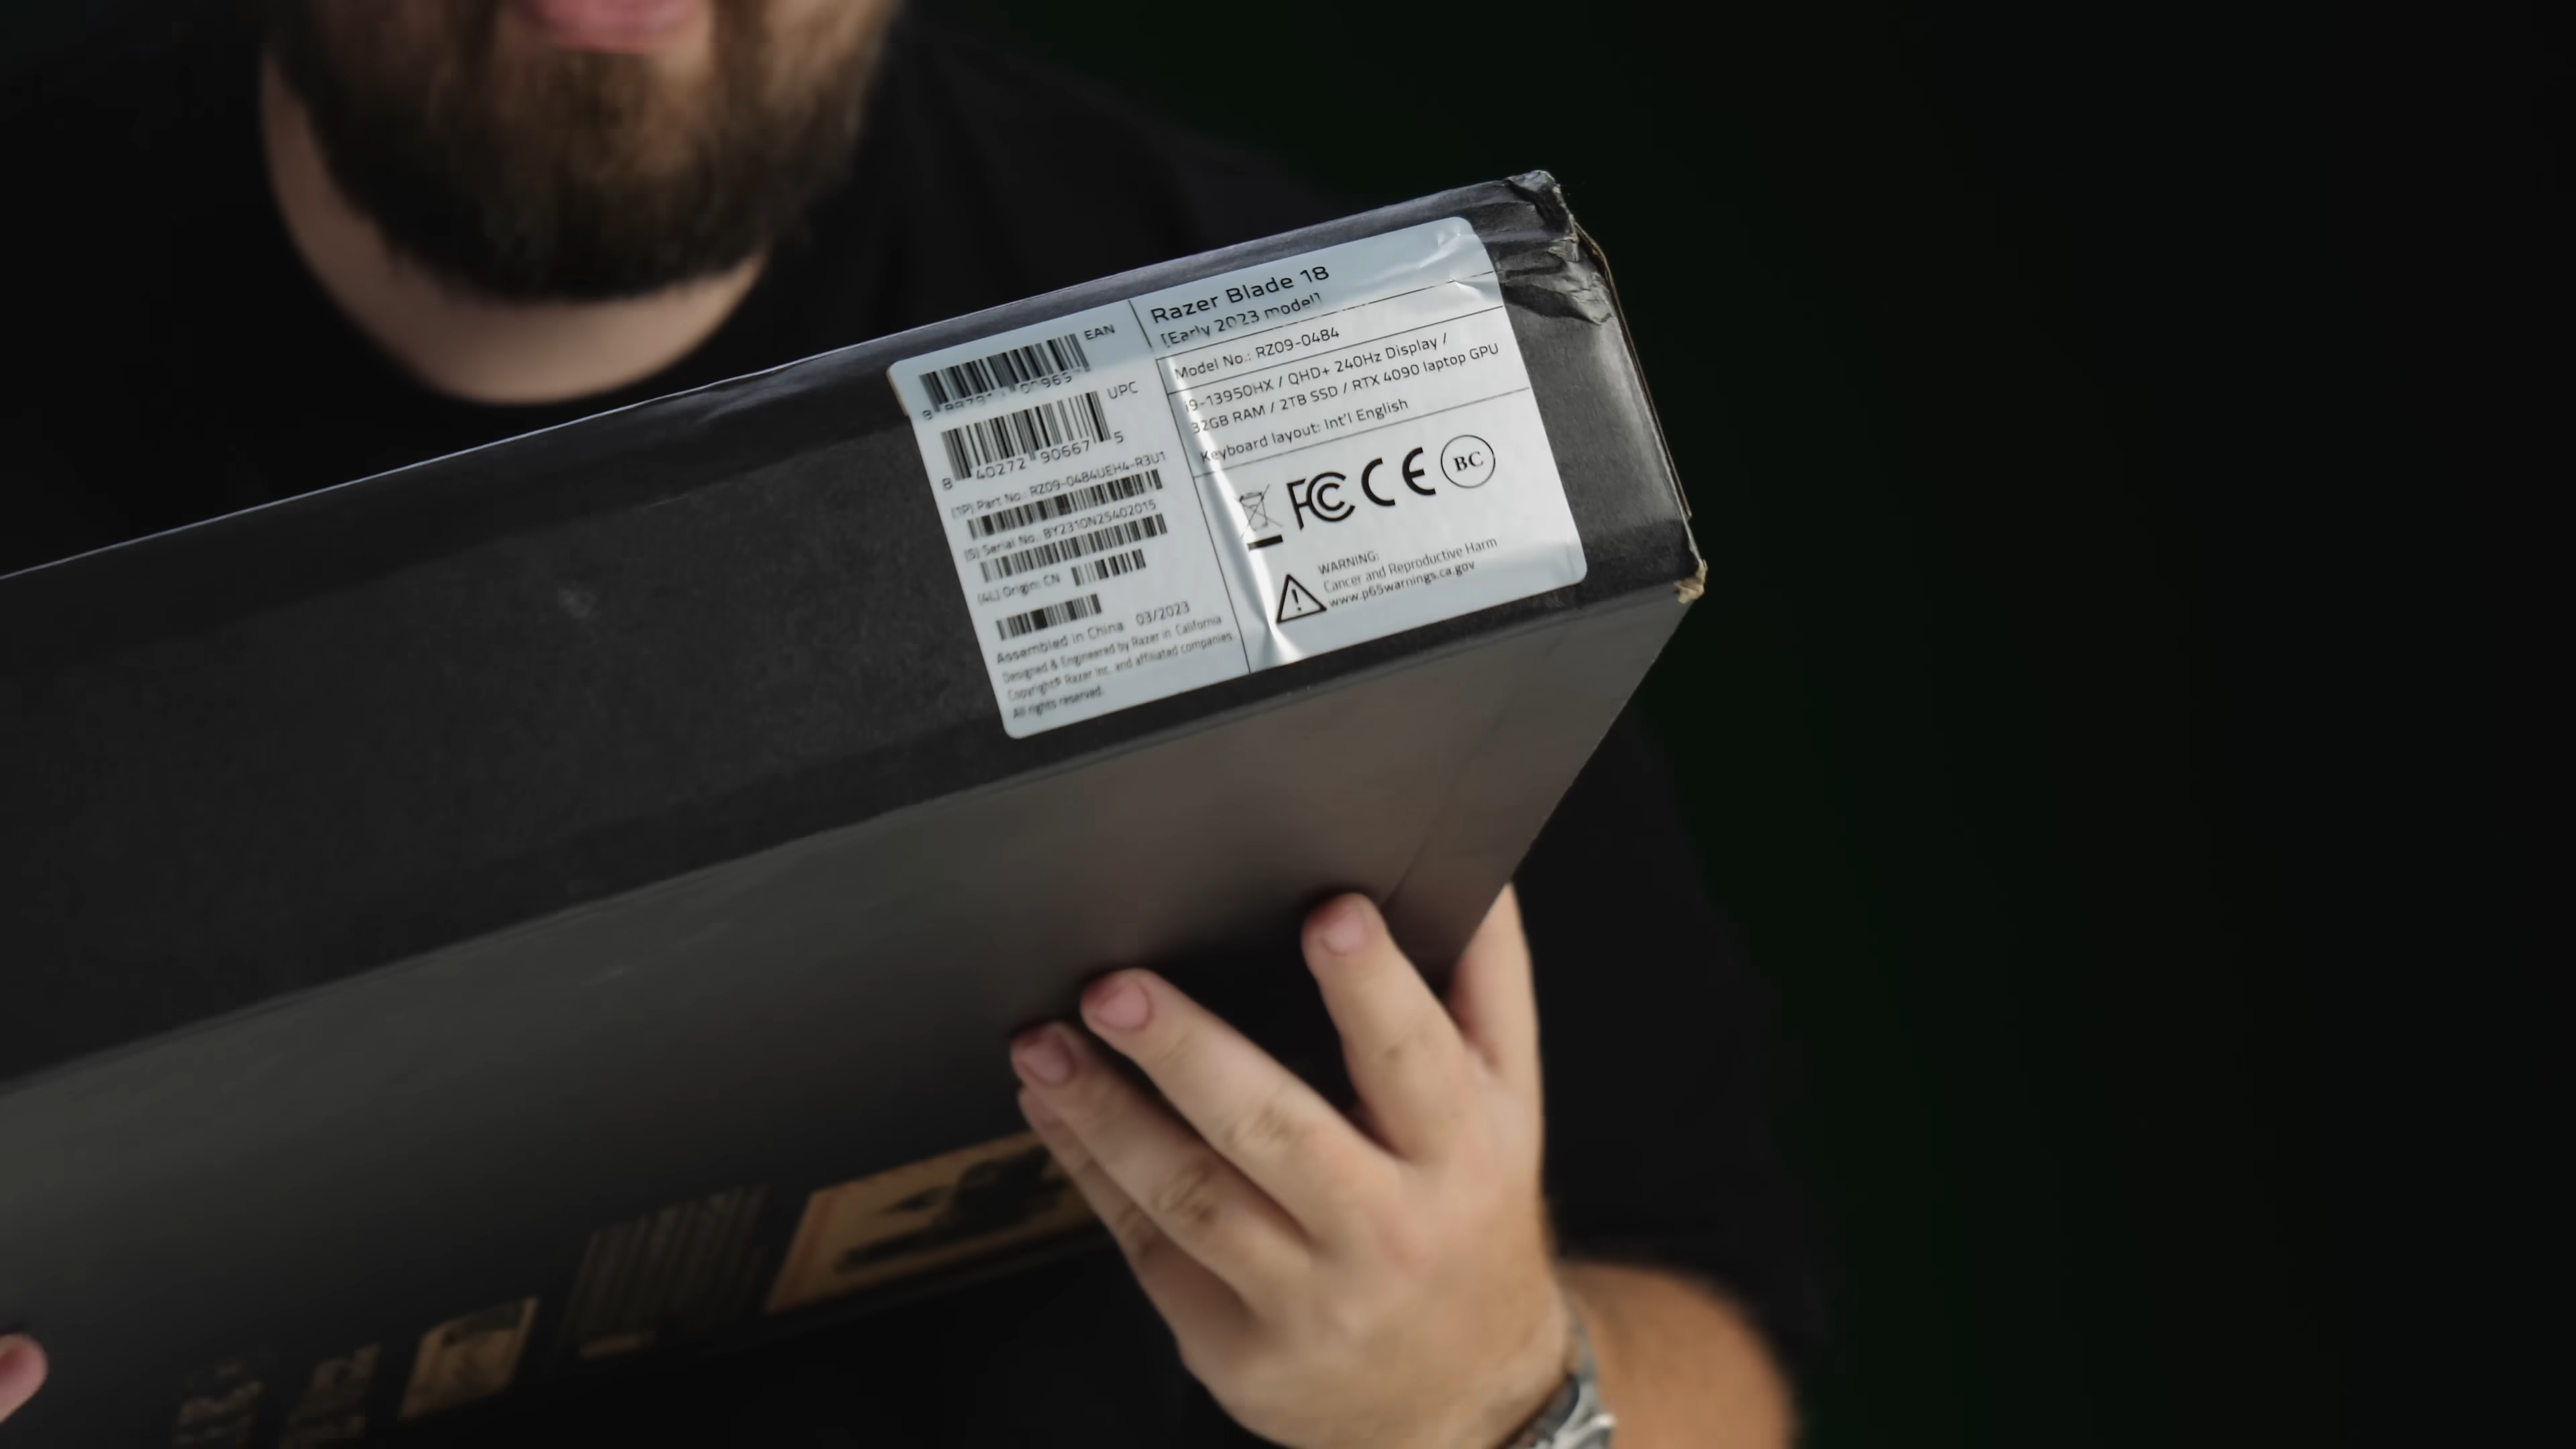 EAN
UPC
8 40272 90667 5
(1P) Part No.: RZ09-0484UEH4-R3U1
(S) Serial No.: BY2310N25402015
(4L) Origin: CN
Assembled in China 03/2023
Designed & Engineered by Razer in California
Copyright© Razer Inc. and affiliated companies.
All rights reserved.
Razer Blade 18
[Early 2023 model]
Model No.: RZ09-0484
i9-13950HX / QHD+ 240Hz Display /
32GB RAM / 2TB SSD / RTX 4090 laptop GPU
Keyboard layout: Int'l English
FCC CE BC
WARNING:
Cancer and Reproductive Harm
www.p65warnings.ca.gov